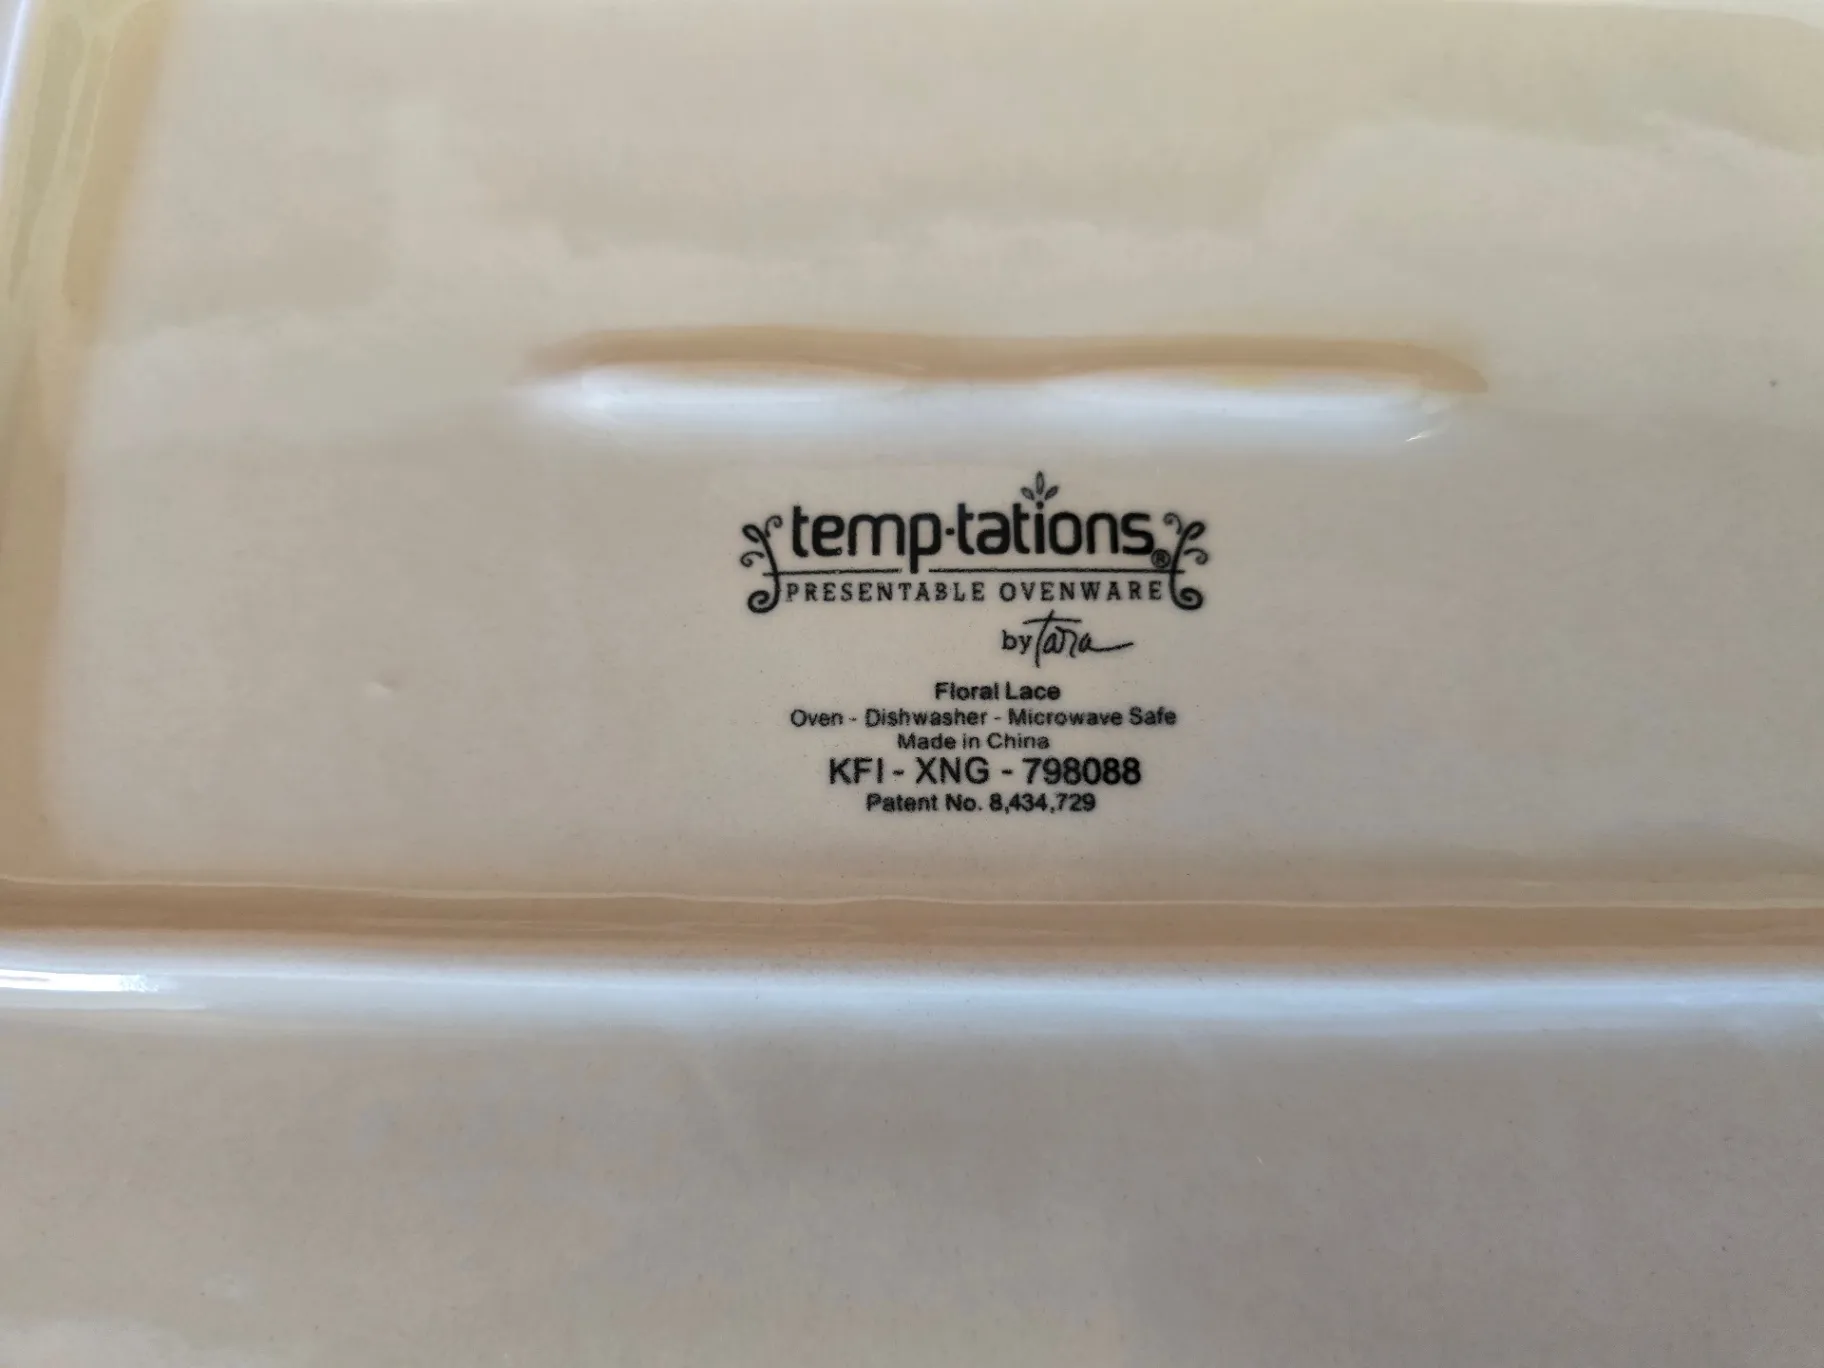 temp·tations®
PRESENTABLE OVENWARE
by Tara
Floral Lace
Oven - Dishwasher - Microwave Safe
Made in China
KFI - XNG - 798088
Patent No. 8,434,729